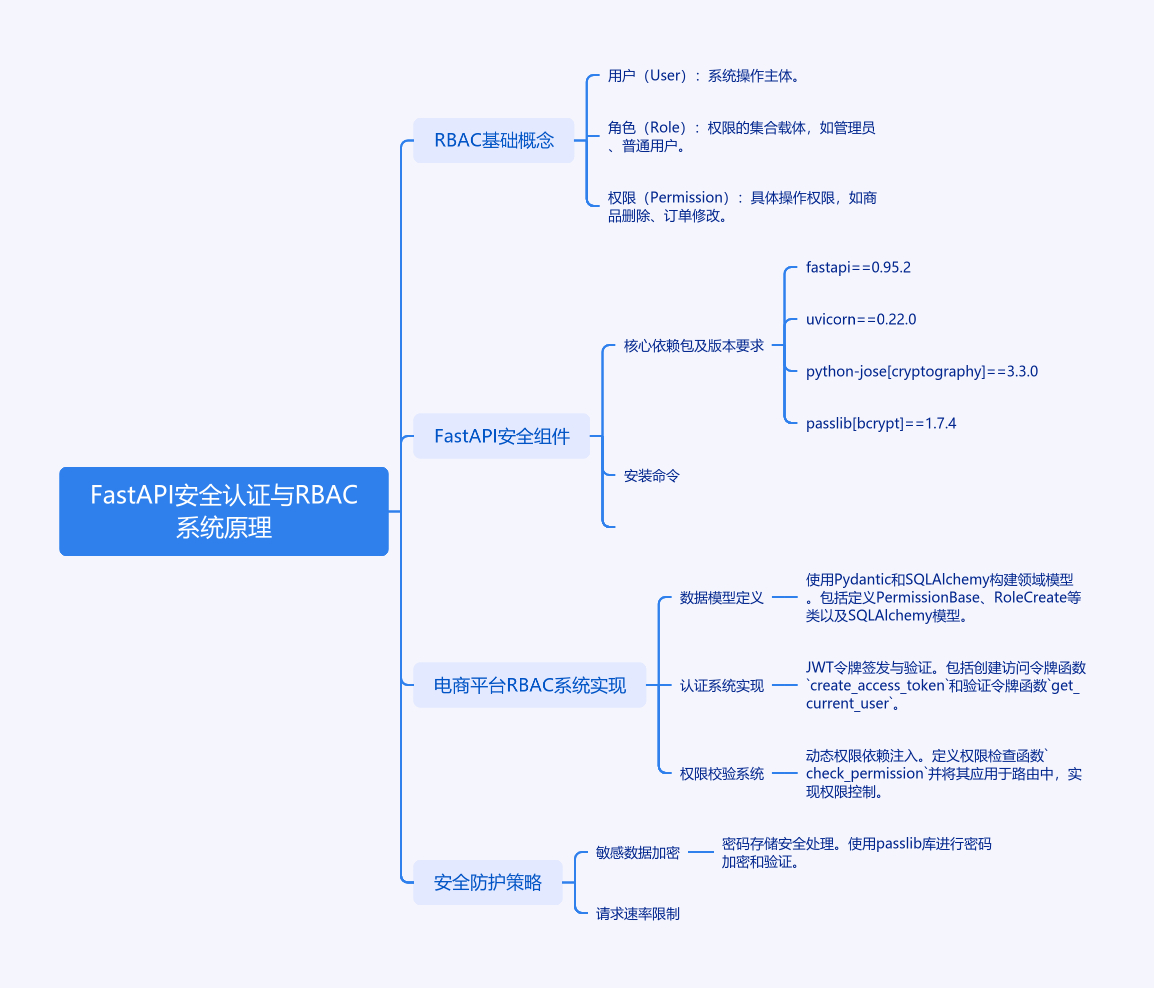 FastAPI安全认证与RBAC
系统原理
RBAC基础概念
用户（User）：系统操作主体。
角色（Role）：权限的集合载体，如管理员
、普通用户。
权限（Permission）：具体操作权限，如商
品删除、订单修改。
FastAPI安全组件
核心依赖包及版本要求
fastapi==0.95.2
uvicorn==0.22.0
python-jose[cryptography]==3.3.0
passlib[bcrypt]==1.7.4
安装命令
电商平台RBAC系统实现
数据模型定义
使用Pydantic和SQLAlchemy构建领域模型
。包括定义PermissionBase、RoleCreate等
类以及SQLAlchemy模型。
认证系统实现
JWT令牌签发与验证。包括创建访问令牌函数
`create_access_token`和验证令牌函数`get_
current_user`。
权限校验系统
动态权限依赖注入。定义权限检查函数`
check_permission`并将其应用于路由中，实
现权限控制。
安全防护策略
敏感数据加密
密码存储安全处理。使用passlib库进行密码
加密和验证。
请求速率限制